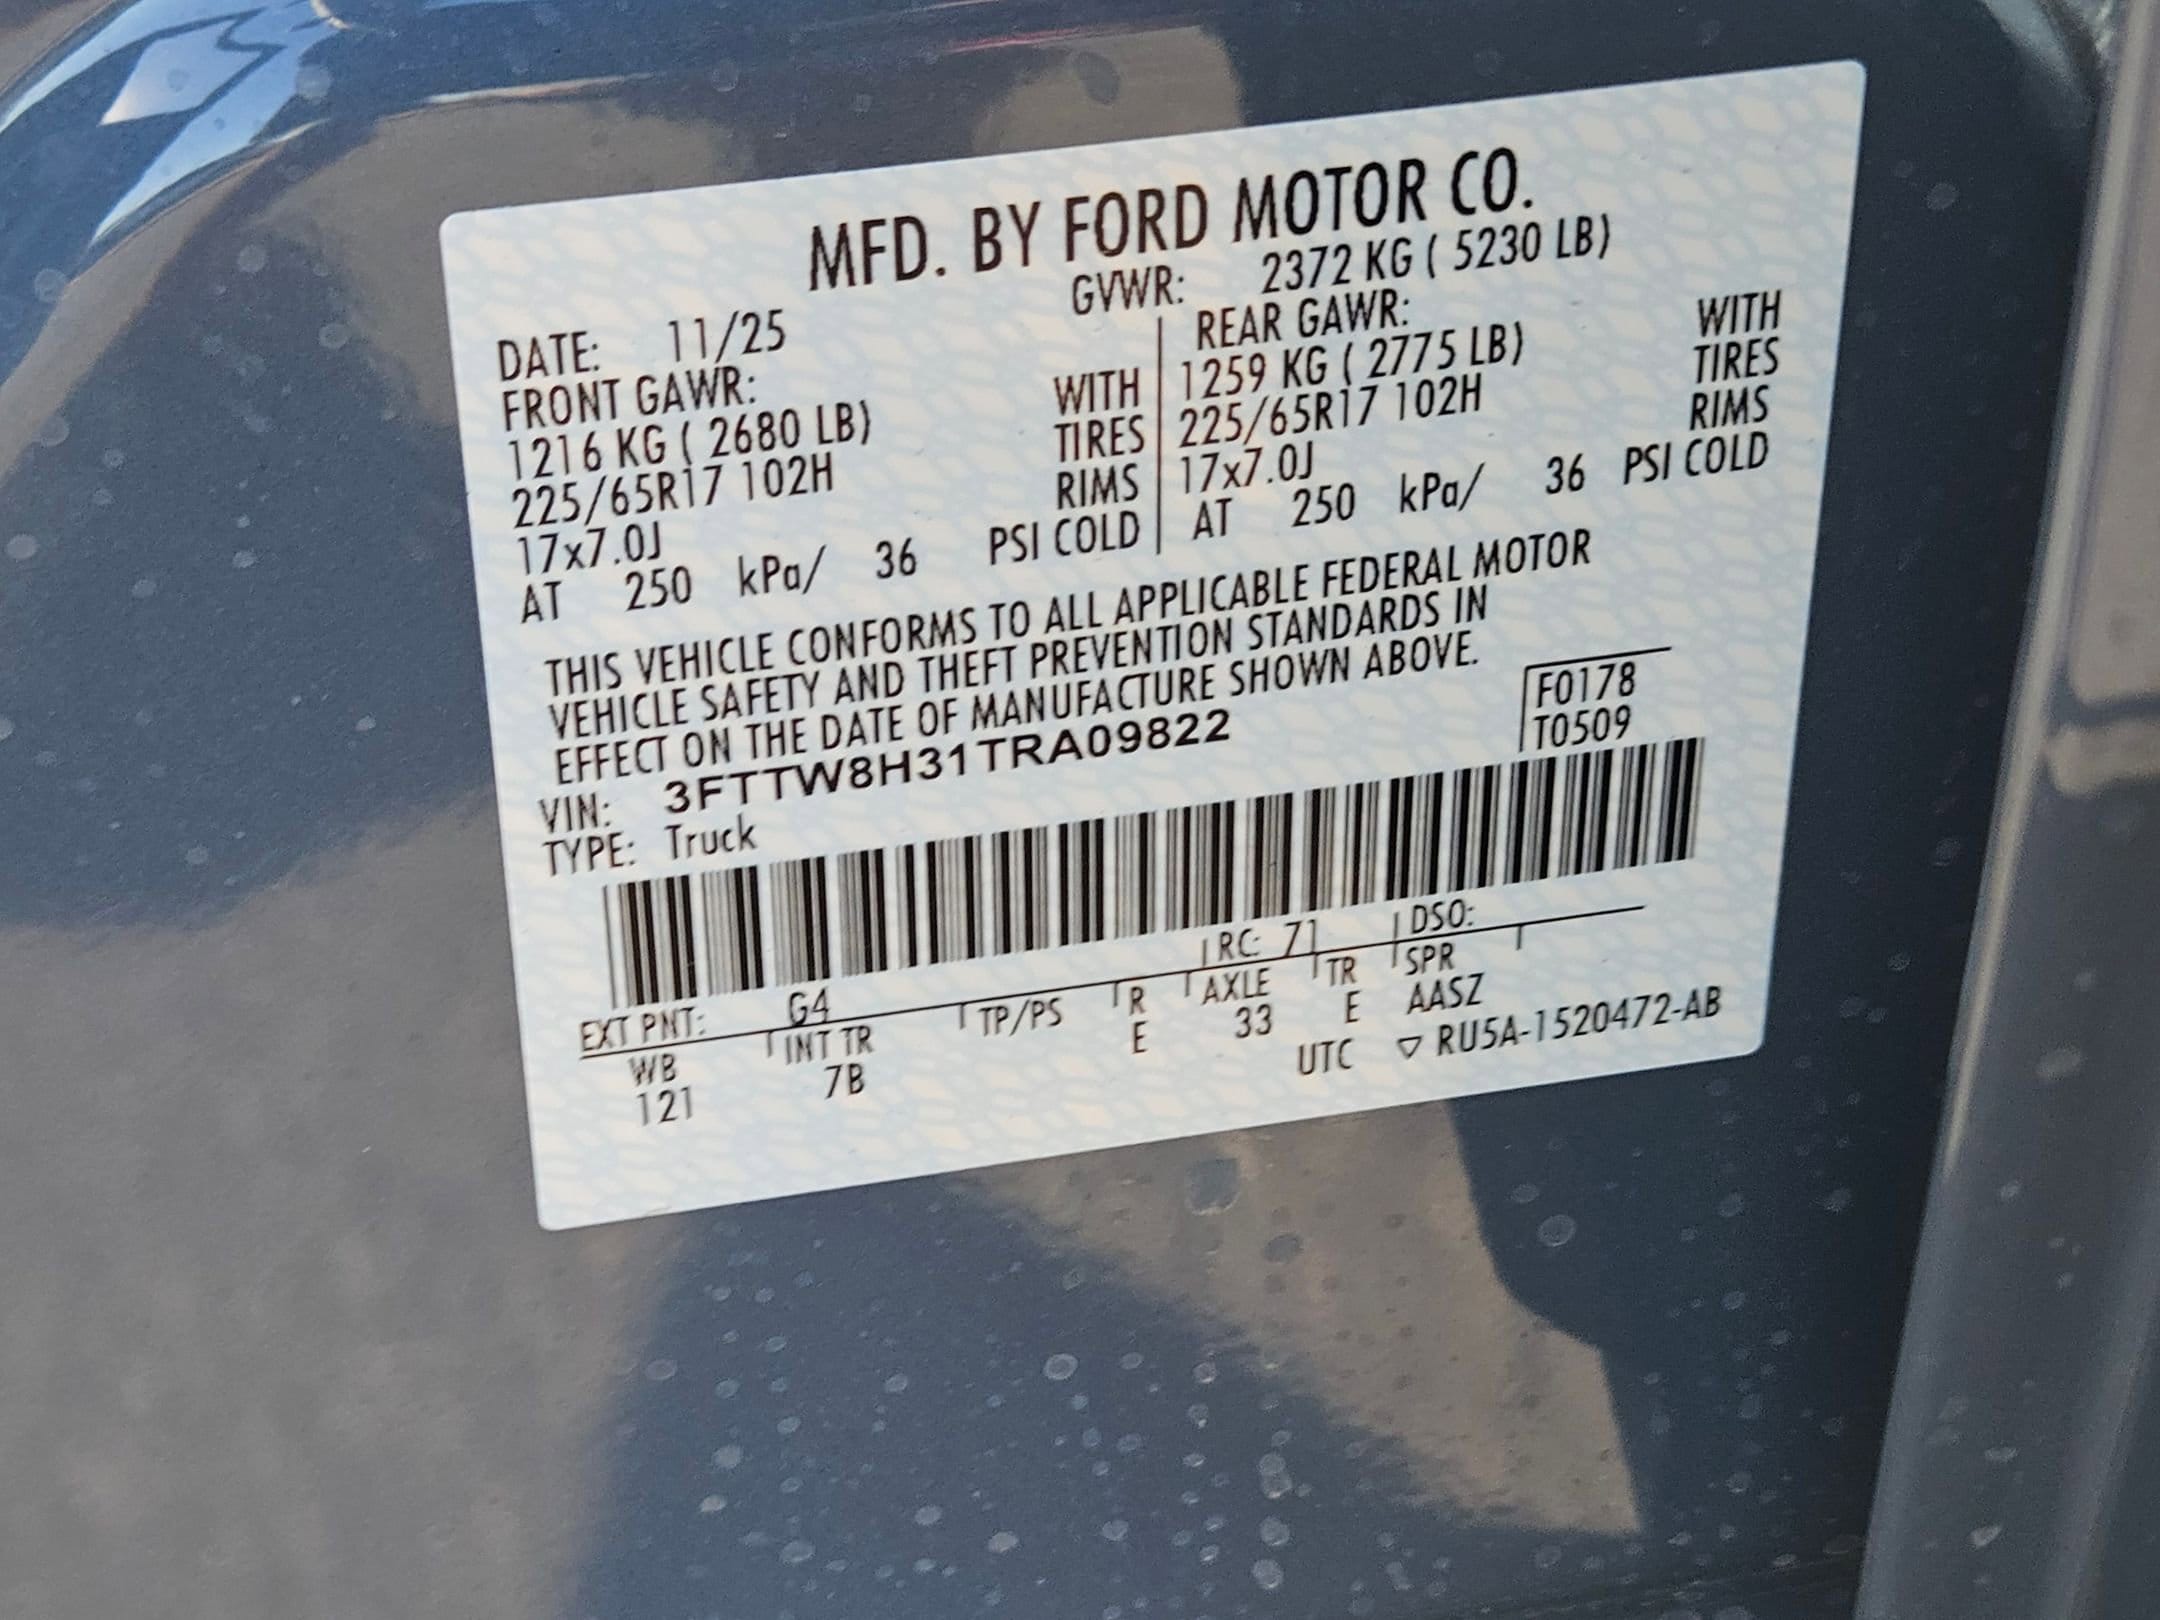 MFD. BY FORD MOTOR CO.
DATE: 11/25 GVWR: 2372 KG ( 5230 LB)
FRONT GAWR: REAR GAWR:
1216 KG ( 2680 LB) WITH 1259 KG ( 2775 LB) WITH
225/65R17 102H TIRES 225/65R17 102H TIRES
17x7.0J RIMS 17x7.0J RIMS
AT 250 kPa/ 36 PSI COLD AT 250 kPa/ 36 PSI COLD
THIS VEHICLE CONFORMS TO ALL APPLICABLE FEDERAL MOTOR
VEHICLE SAFETY AND THEFT PREVENTION STANDARDS IN
EFFECT ON THE DATE OF MANUFACTURE SHOWN ABOVE.
F0178
T0509
VIN: 3FTTW8H31TRA09822
TYPE: Truck
EXT PNT: G4 RC: 71 DSO:
WB INT TR TP/PS R AXLE TR SPR
121 7B E 33 E AASZ
UTC ▽ RU5A-1520472-AB